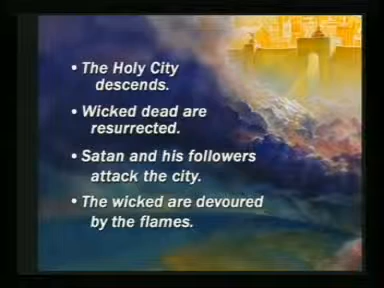 • The Holy City
descends.
• Wicked dead are
resurrected.
• Satan and his followers
attack the city.
• The wicked are devoured
by the flames.